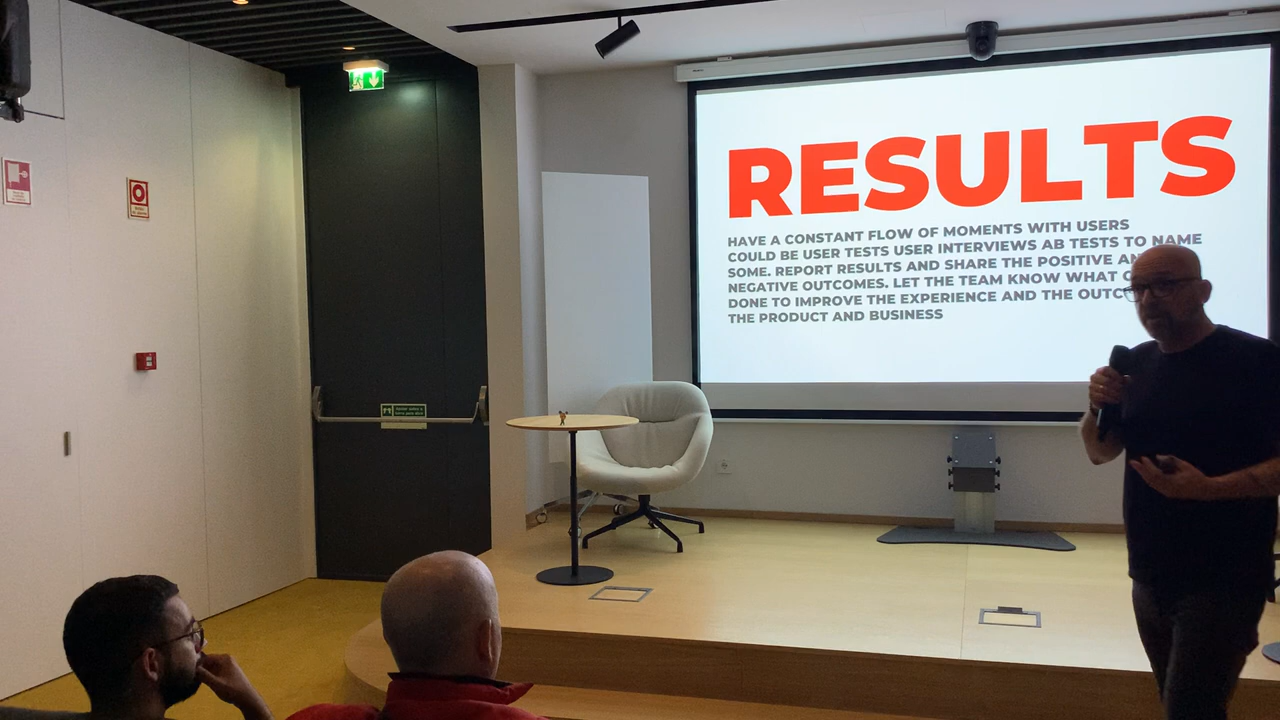 RESULTS
HAVE A CONSTANT FLOW OF MOMENTS WITH USERS
COULD BE USER TESTS USER INTERVIEWS AB TESTS TO NAME
SOME. REPORT RESULTS AND SHARE THE POSITIVE
NEGATIVE OUTCOMES. LET THE TEAM KNOW WHAT
DONE TO IMPROVE THE EXPERIENCE AND THE
THE PRODUCT AND BUSINESS